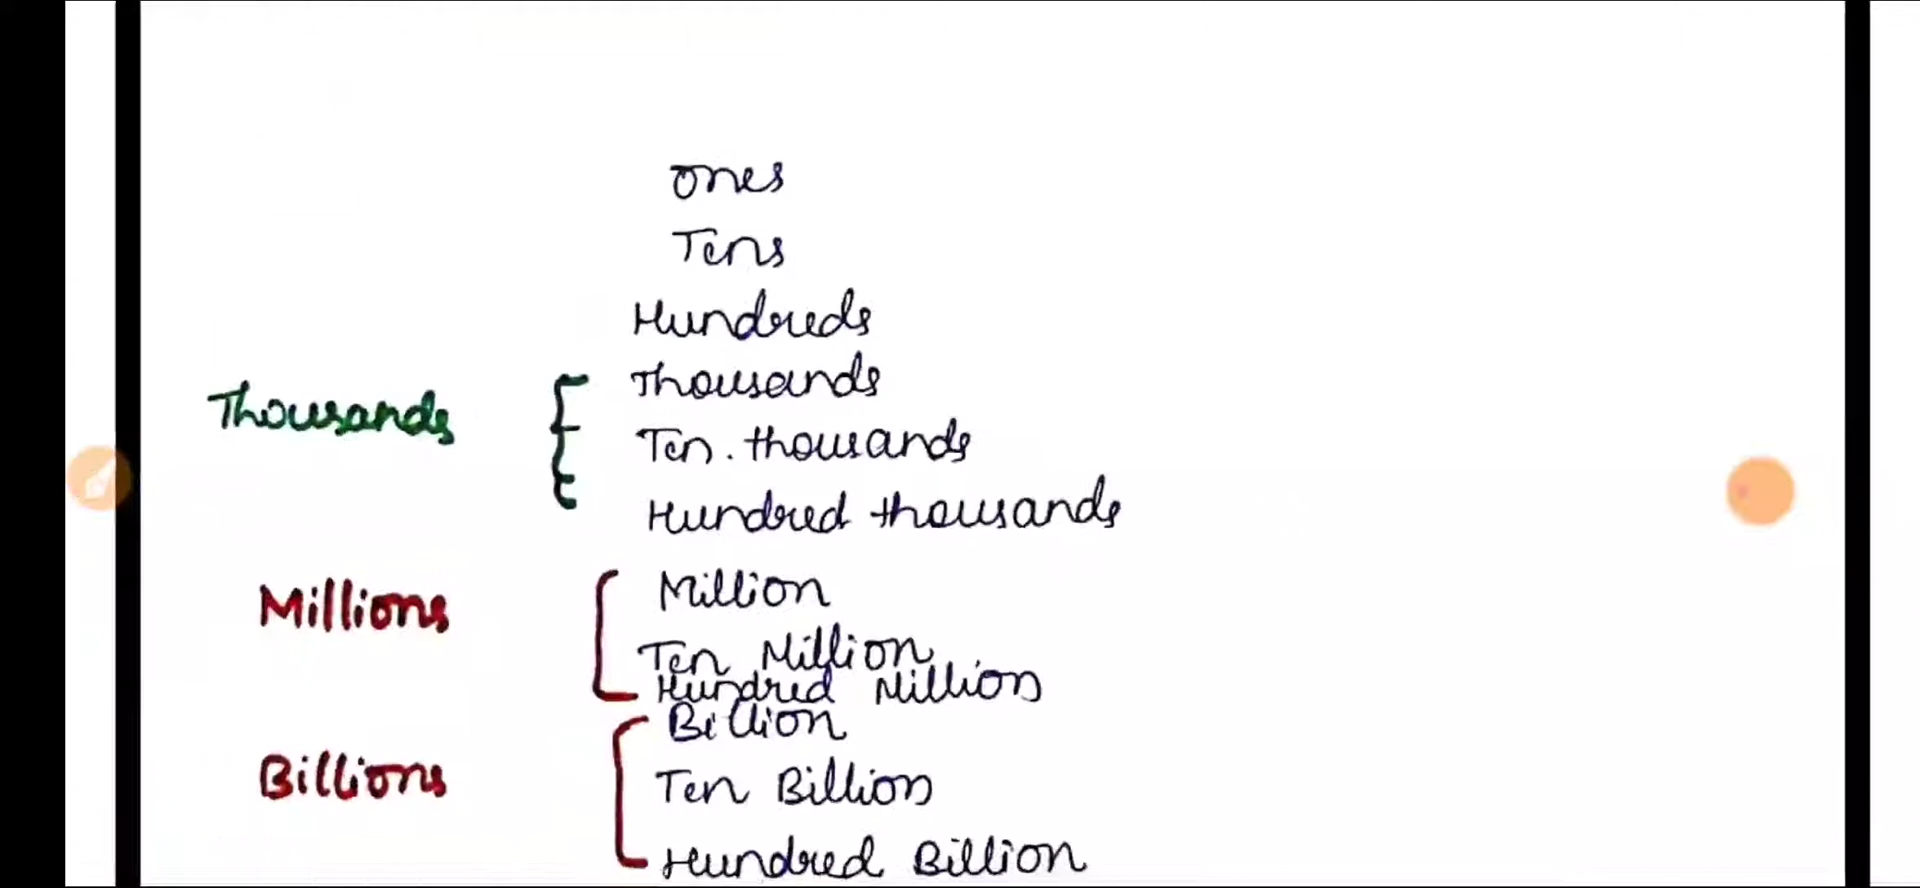 Ones
Tens
Hundreds
Thousands
Thousands
Ten. thousands
Hundred thousands
Millions
Million
Ten Million
Hundred Million
Billion
Billions
Ten Billion
Hundred Billion